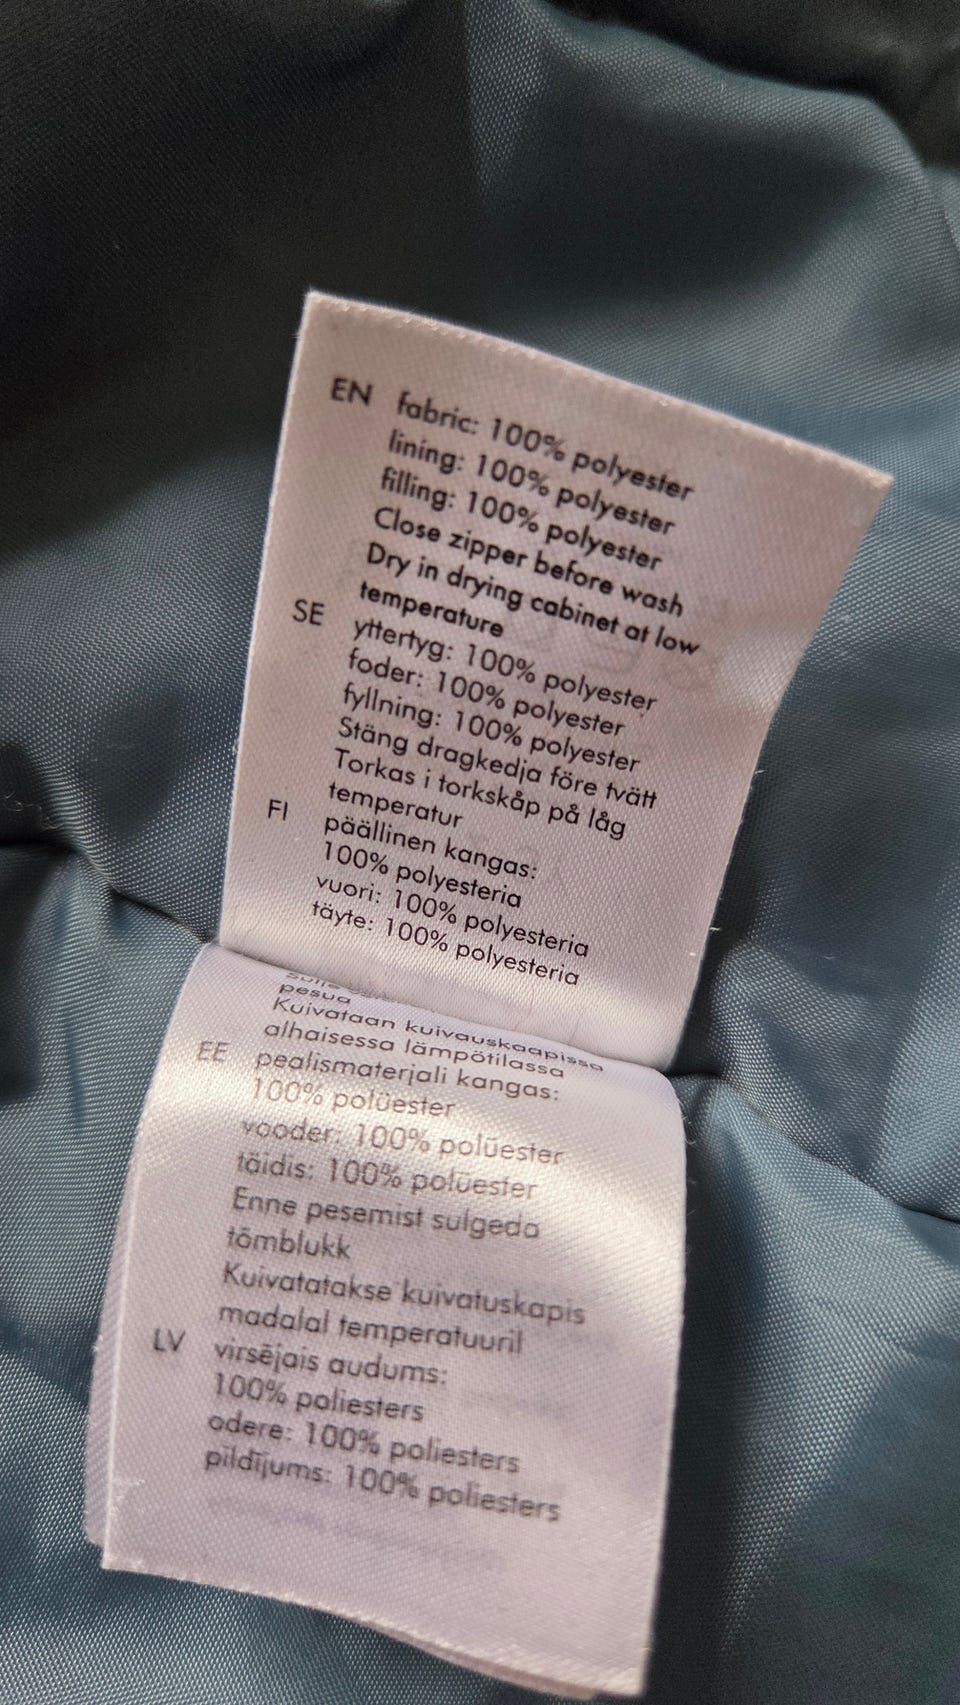 EN fabric: 100% polyester
lining: 100% polyester
filling: 100% polyester
Close zipper before wash
Dry in drying cabinet at low
temperature
SE yttertyg: 100% polyester
foder: 100% polyester
fyllning: 100% polyester
Stäng dragkedja före tvätt
Torkas i torkskåp på låg
temperatur
FI päällinen kangas:
100% polyesteria
vuori: 100% polyesteria
täyte: 100% polyesteria
pesua
Kuivataan kuivauskaapissa
alhaisessa lämpötilassa
EE pealismaterjali kangas:
100% polüester
vooder: 100% polüester
täidis: 100% polüester
Enne pesemist sulgeda
tõmblukk
Kuivatatakse kuivatuskapis
madalal temperatuuril
LV virsējais audums:
100% poliesters
odere: 100% poliesters
pildījums: 100% poliesters